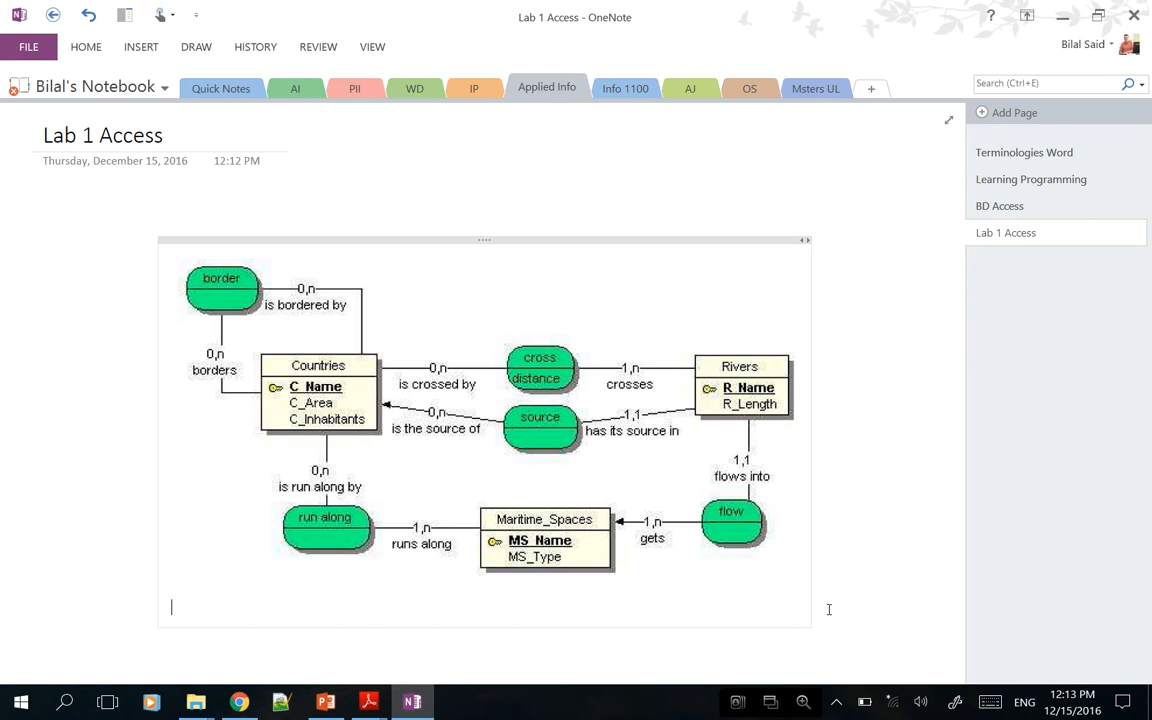 Lab 1 Access - OneNote
?
FILE HOME INSERT DRAW HISTORY REVIEW VIEW
Bilal Said
Bilal's Notebook
Quick Notes AI PII WD IP Applied Info Info 1100 AJ OS Msters UL +
Search (Ctrl+E)
Lab 1 Access
Thursday, December 15, 2016 12:12 PM
Add Page
Terminologies Word
Learning Programming
BD Access
Lab 1 Access
border
0,n
is bordered by
0,n
borders
Countries
C_Name
C_Area
C_Inhabitants
0,n
is crossed by
cross
distance
1,n
crosses
Rivers
R_Name
R_Length
0,n
is the source of
source
1,1
has its source in
0,n
is run along by
1,1
flows into
run along
1,n
runs along
Maritime_Spaces
MS_Name
MS_Type
1,n
gets
flow
ENG
12:13 PM
12/15/2016